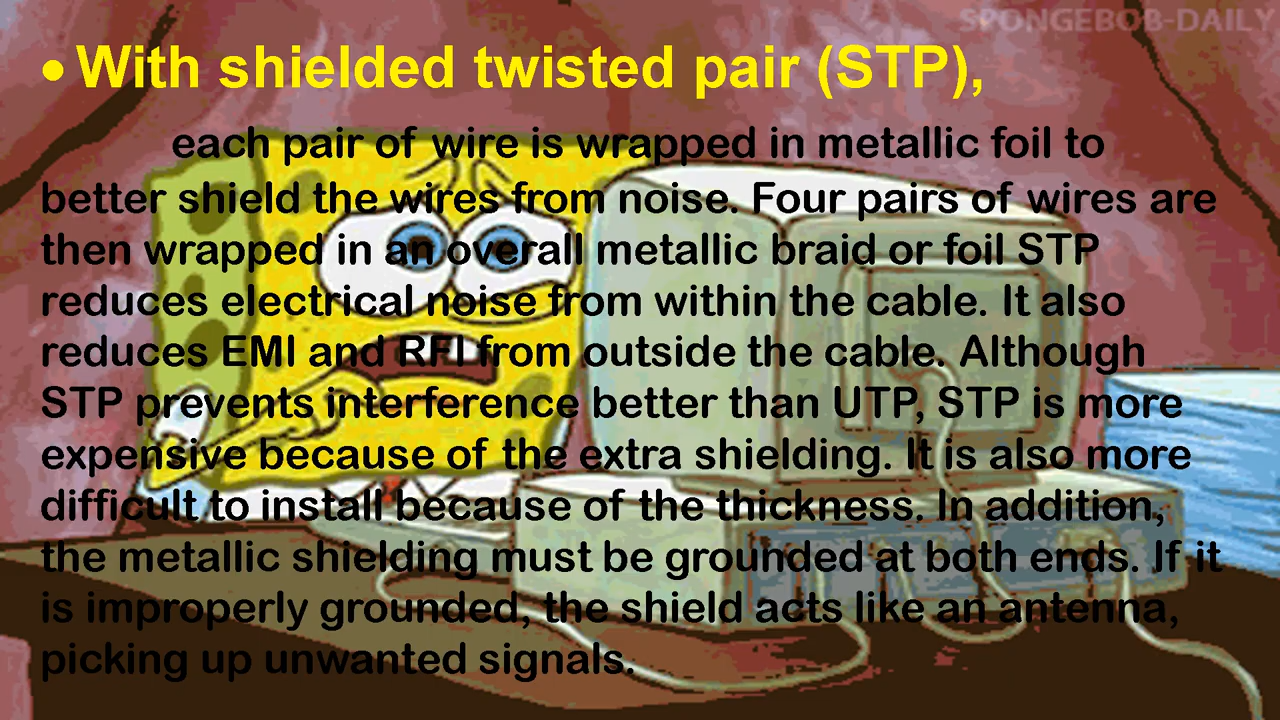 SPONGEBOB-DAILY
• With shielded twisted pair (STP),
each pair of wire is wrapped in metallic foil to
better shield the wires from noise. Four pairs of wires are
then wrapped in an overall metallic braid or foil STP
reduces electrical noise from within the cable. It also
reduces EMI and RFI from outside the cable. Although
STP prevents interference better than UTP, STP is more
expensive because of the extra shielding. It is also more
difficult to install because of the thickness. In addition,
the metallic shielding must be grounded at both ends. If it
is improperly grounded, the shield acts like an antenna,
picking up unwanted signals.